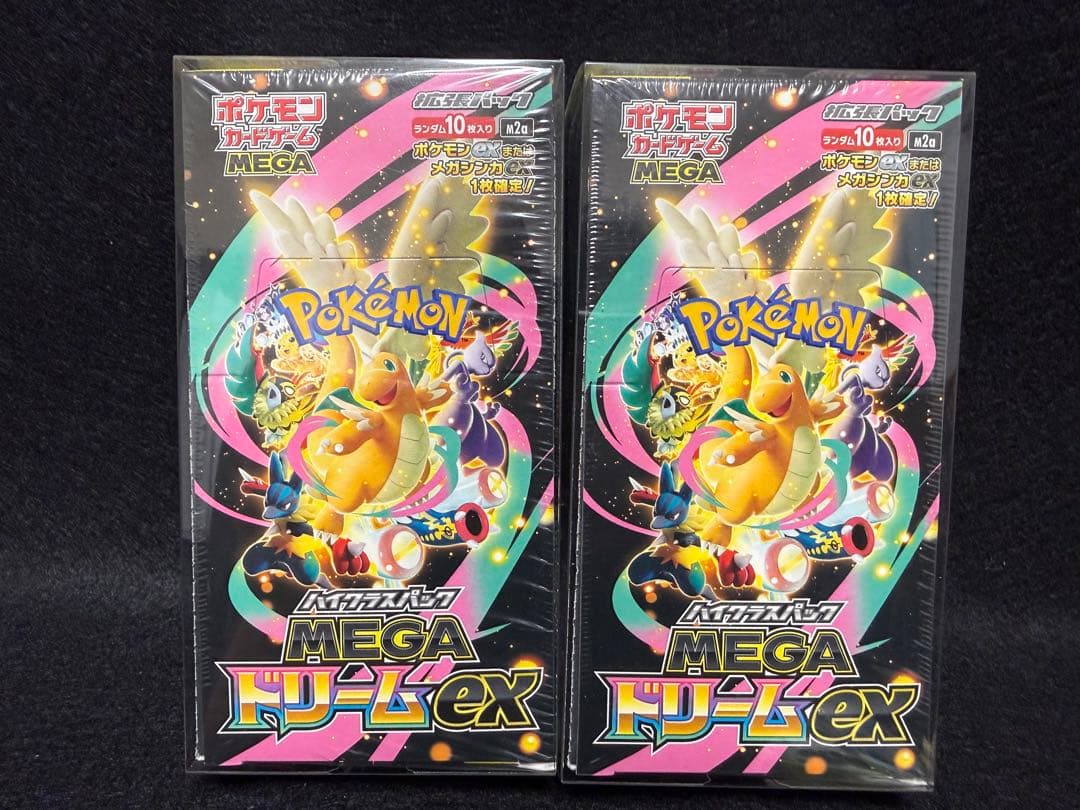 ポケモン
カードゲーム
MEGA
拡張パック
ランダム10枚入り
M2a
ポケモンexまたは
メガシンカex
1枚確定!
POKéMON
ハイクラスパック
MEGA
ドリームex
ポケモン
カードゲーム
MEGA
拡張パック
ランダム10枚入り
M2a
ポケモンexまたは
メガシンカex
1枚確定!
POKéMON
ハイクラスパック
MEGA
ドリームex